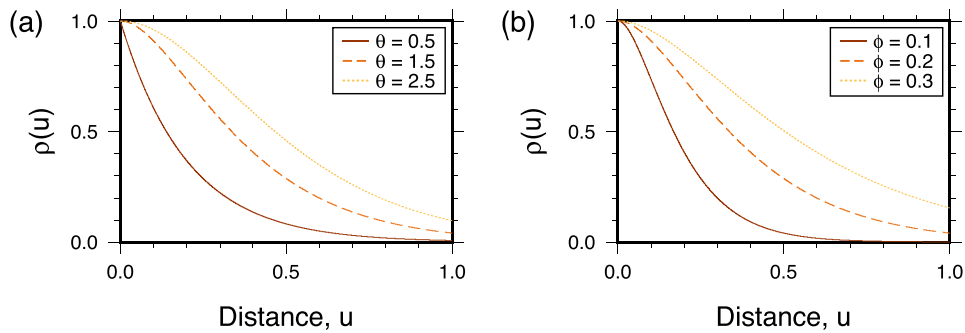 (a)
ρ(u)
1.0
0.5
0.0
θ = 0.5
θ = 1.5
θ = 2.5
0.0 0.5 1.0
Distance, u
(b)
ρ(u)
1.0
0.5
0.0
ϕ = 0.1
ϕ = 0.2
ϕ = 0.3
0.0 0.5 1.0
Distance, u